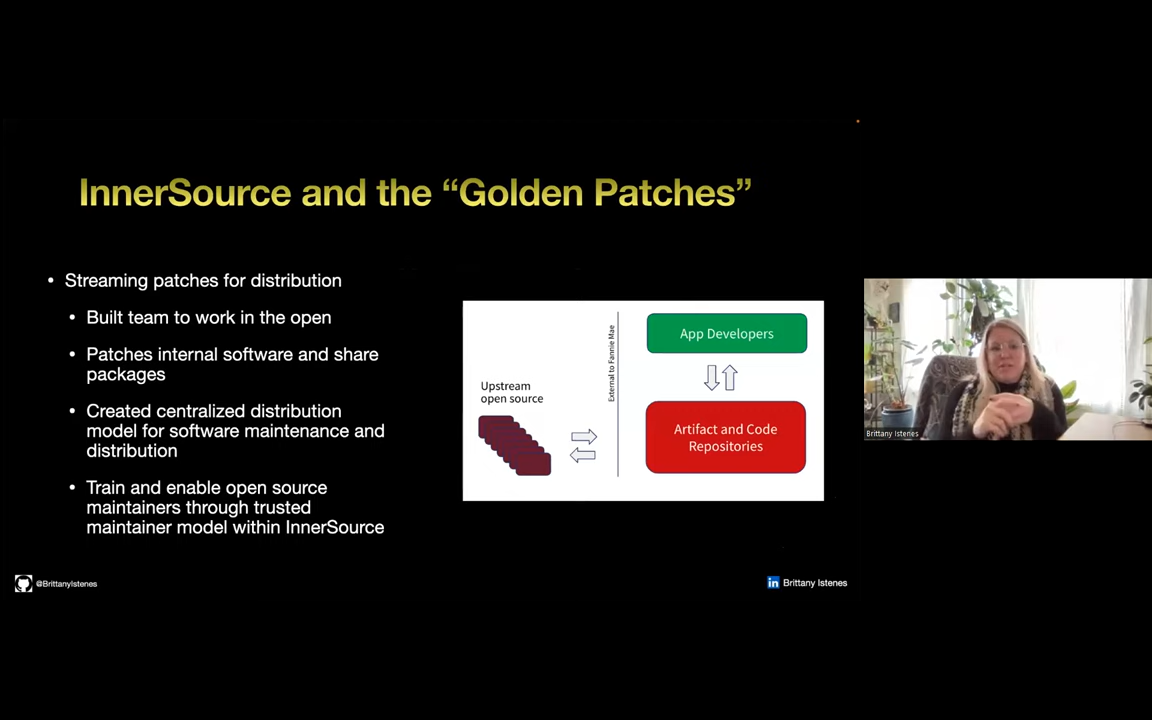 InnerSource and the “Golden Patches”
• Streaming patches for distribution
• Built team to work in the open
• Patches internal software and share
packages
• Created centralized distribution
model for software maintenance and
distribution
• Train and enable open source
maintainers through trusted
maintainer model within InnerSource
Upstream
open source
External to Fannie Mae
App Developers
Artifact and Code
Repositories
Brittany Istenes
@BrittanyIstenes
in Brittany Istenes